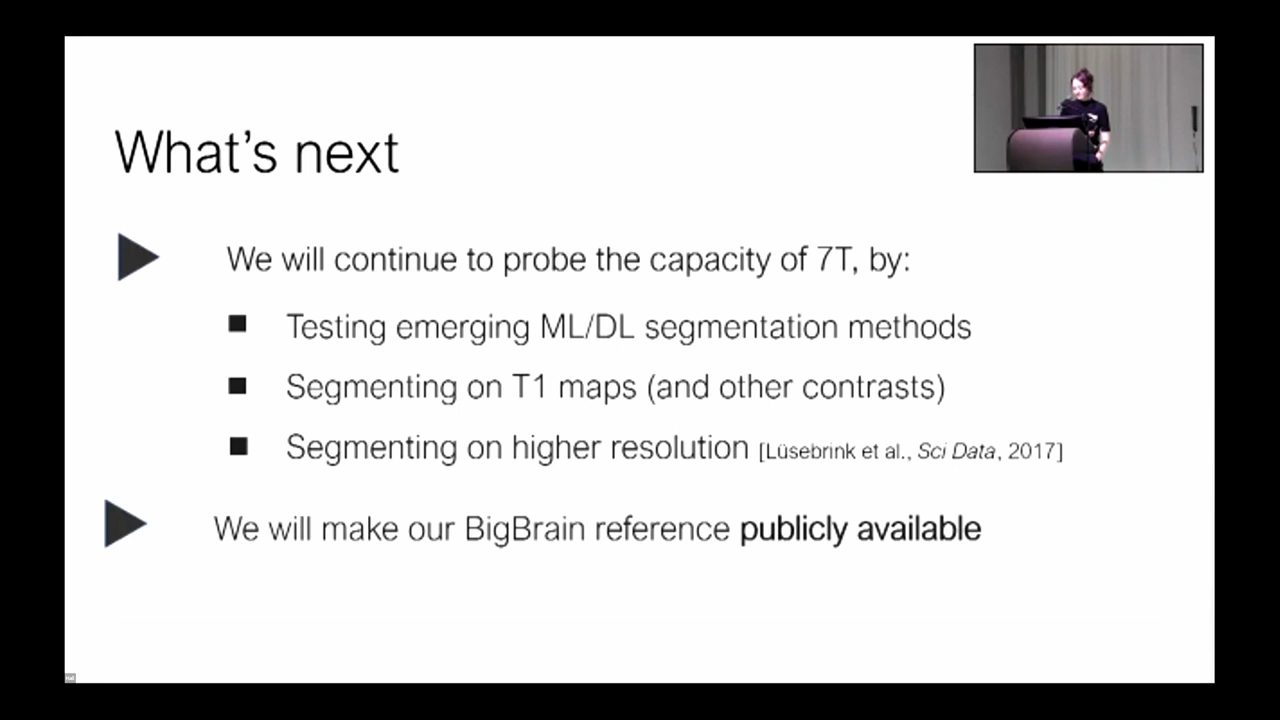 What's next
We will continue to probe the capacity of 7T, by:
Testing emerging ML/DL segmentation methods
Segmenting on T1 maps (and other contrasts)
Segmenting on higher resolution [Lüsebrink et al., Sci Data, 2017]
We will make our BigBrain reference publicly available